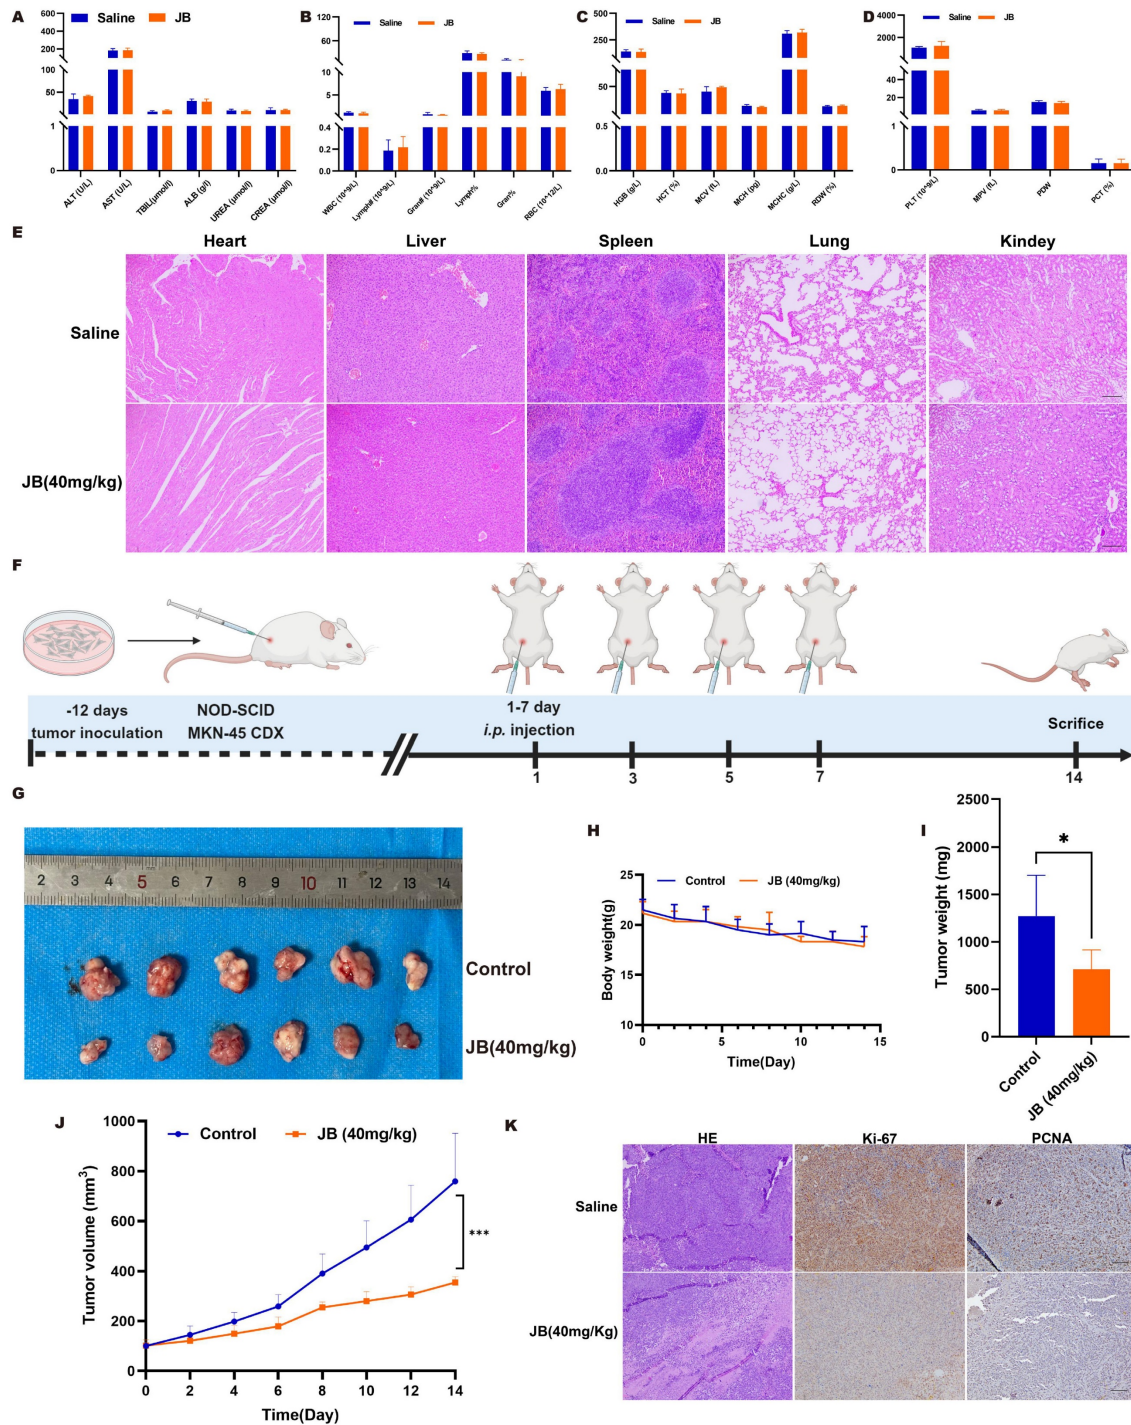 A
Saline JB
600
400
200
100
50
1
0
ALT (U/L)
AST (U/L)
TBIL(μmol/l)
ALB (g/l)
UREA (μmol/l)
CREA (μmol/l)
B
Saline JB
120
60
10
5
0
0.4
0.2
0.0
WBC (10^9/L)
Lymph# (10^9/L)
Gran# (10^9/L)
Lymph%
Gran%
RBC (10^12/L)
C
Saline JB
500
250
50
0.5
0.0
HGB (g/L)
HCT (%)
MCV (fL)
MCH (pg)
MCHC (g/L)
RDW (%)
D
Saline JB
4000
2000
20
1
0
PLT (10^9/L)
MPV (fL)
PDW
PCT (%)
E
Heart Liver Spleen Lung Kindey
Saline
JB(40mg/kg)
F
-12 days
tumor inoculation
NOD-SCID
MKN-45 CDX
1-7 day
i.p. injection
Scrifice
1 3 5 7 14
G
2 3 4 5 6 7 8 9 10 11 12 13 14
Control
JB(40mg/kg)
H
Control JB (40mg/kg)
Body weight(g)
25
20
15
10
0 5 10 15
Time(Day)
I
Tumor weight (mg)
2500
2000
1500
1000
500
0
*
Control
JB (40mg/kg)
J
Control JB (40mg/kg)
Tumor volume (mm³)
1000
800
600
400
200
0
***
0 2 4 6 8 10 12 14
Time(Day)
K
HE Ki-67 PCNA
Saline
JB(40mg/Kg)